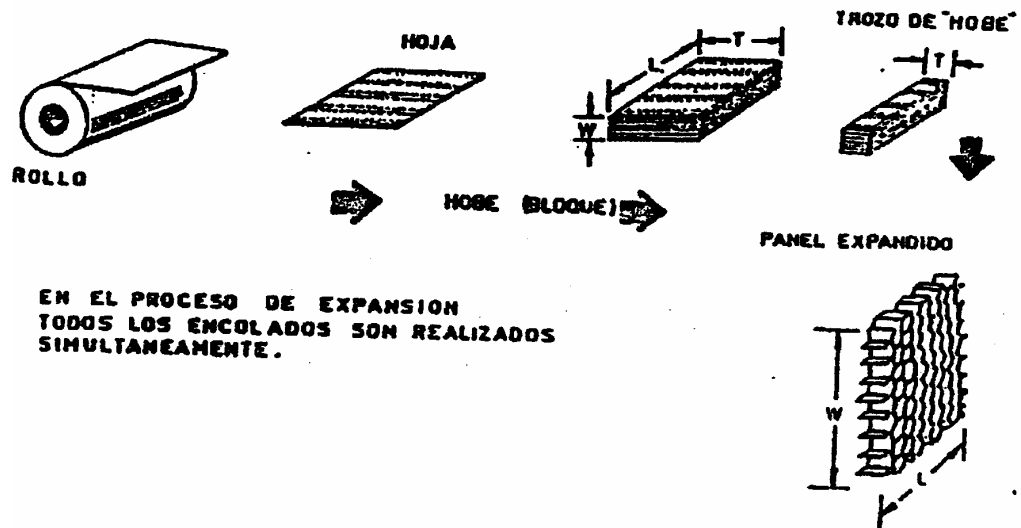 HOJA
T
L
W
TROZO DE "HOBE"
T
ROLLO
HOBE (BLOQUE)
PANEL EXPANDIDO
EN EL PROCESO DE EXPANSION
TODOS LOS ENCOLADOS SON REALIZADOS
SIMULTANEAMENTE.
W
L